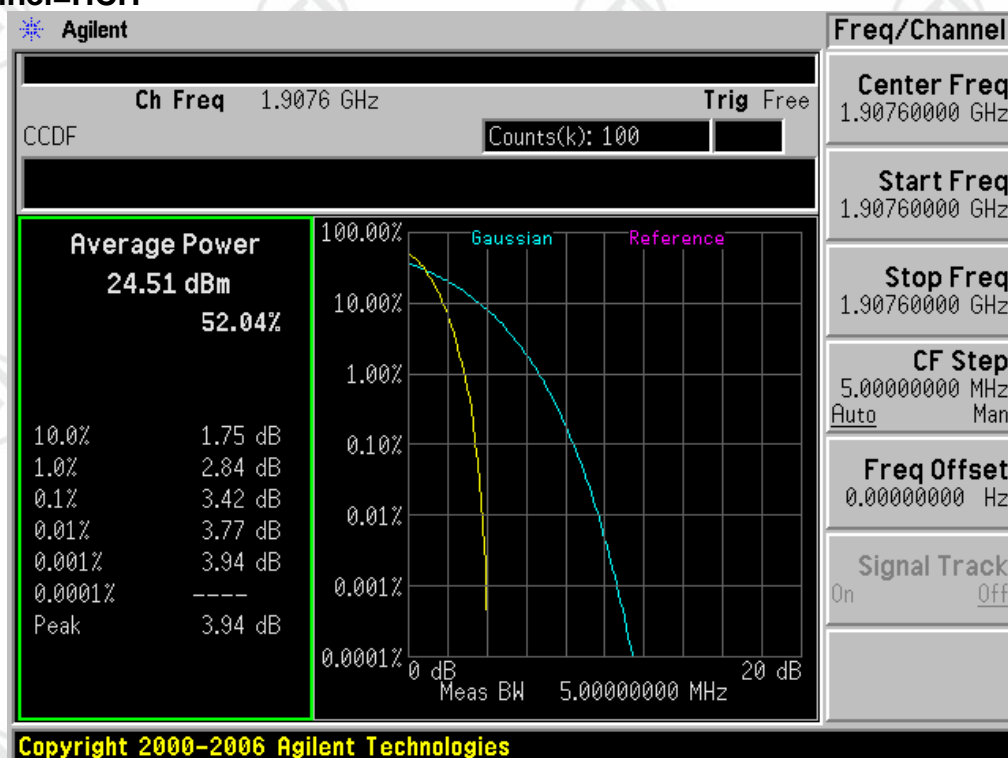 Agilent
Freq/Channel
Ch Freq 1.9076 GHz Trig Free
CCDF Counts(k): 100
Average Power
24.51 dBm
52.04%
10.0% 1.75 dB
1.0% 2.84 dB
0.1% 3.42 dB
0.01% 3.77 dB
0.001% 3.94 dB
0.0001% ----
Peak 3.94 dB
Gaussian Reference
100.00%
10.00%
1.00%
0.10%
0.01%
0.001%
0.0001%
0 dB 20 dB
Meas BW 5.00000000 MHz
Center Freq
1.90760000 GHz
Start Freq
1.90760000 GHz
Stop Freq
1.90760000 GHz
CF Step
5.00000000 MHz
Auto Man
Freq Offset
0.00000000 Hz
Signal Track
On Off
Copyright 2000-2006 Agilent Technologies